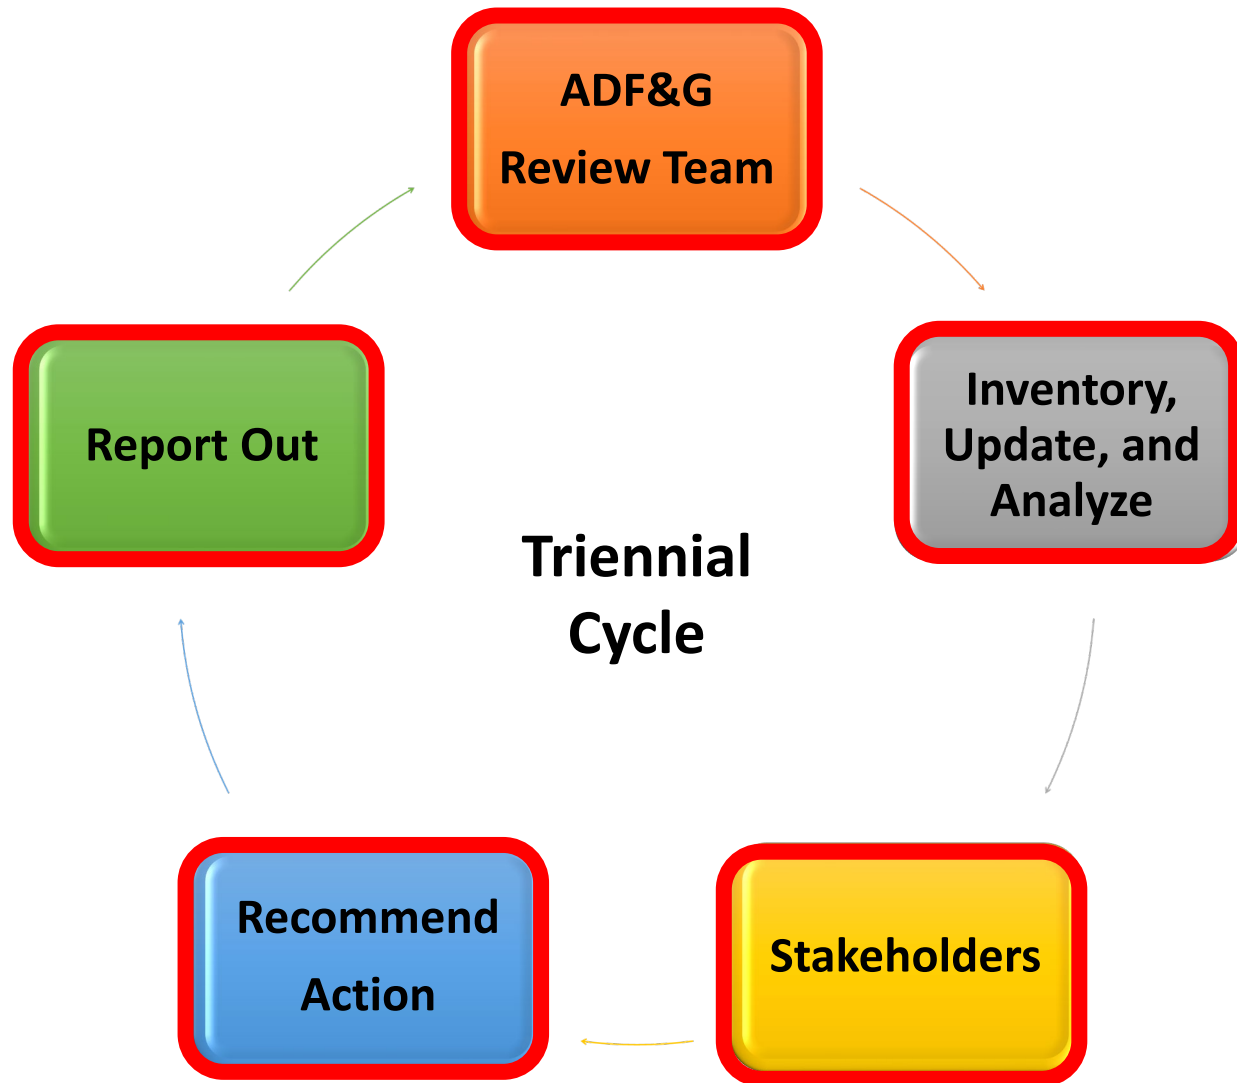 ADF&G
Review Team
Inventory,
Update, and
Analyze
Report Out
Triennial
Cycle
Recommend
Action
Stakeholders